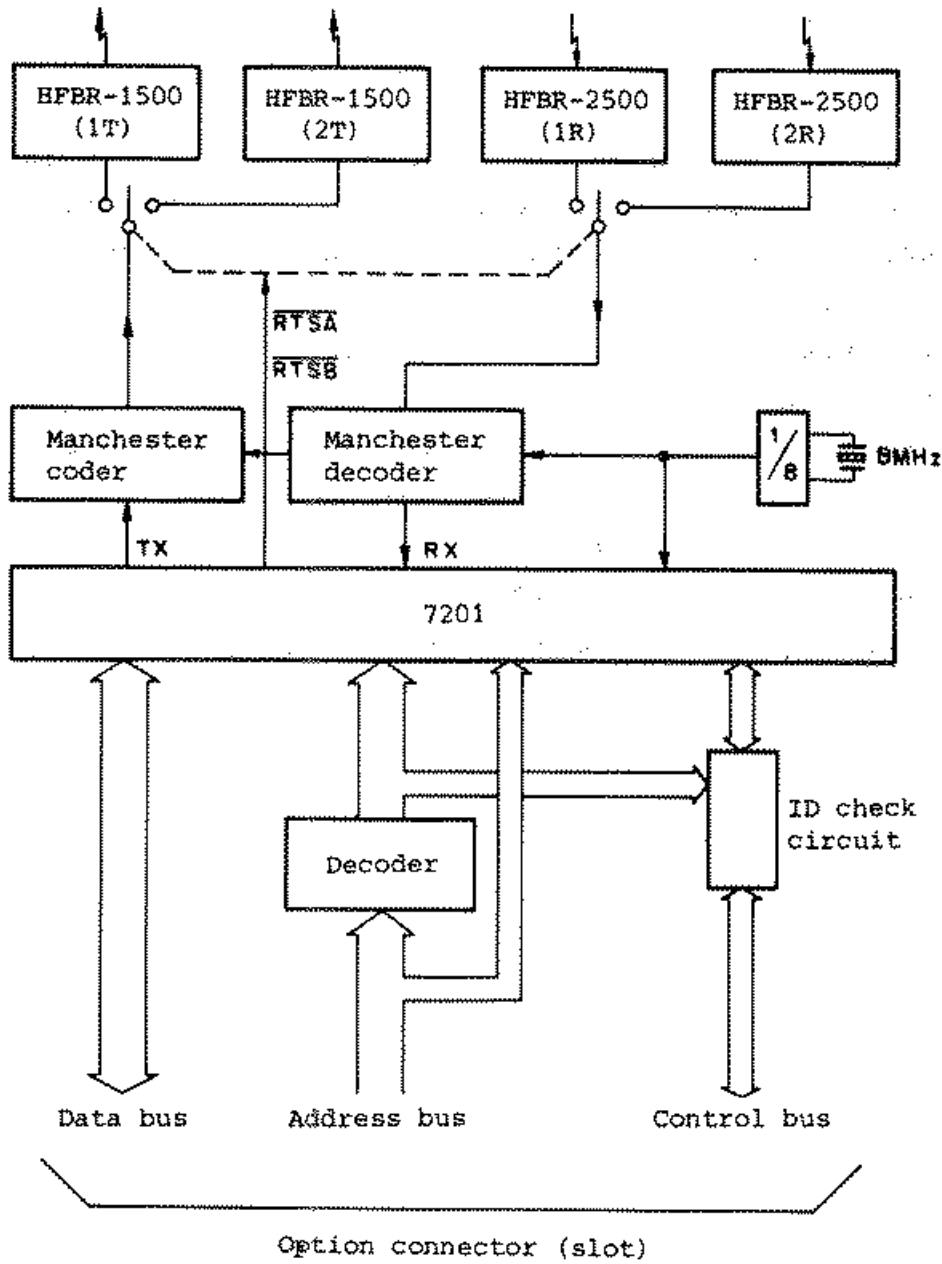 HFBR-1500
(1T)
HFBR-1500
(2T)
HFBR-2500
(1R)
HFBR-2500
(2R)
RTSA
RTSB
Manchester
coder
Manchester
decoder
1/8
8MHz
TX
RX
7201
Decoder
ID check
circuit
Data bus
Address bus
Control bus
Option connector (slot)